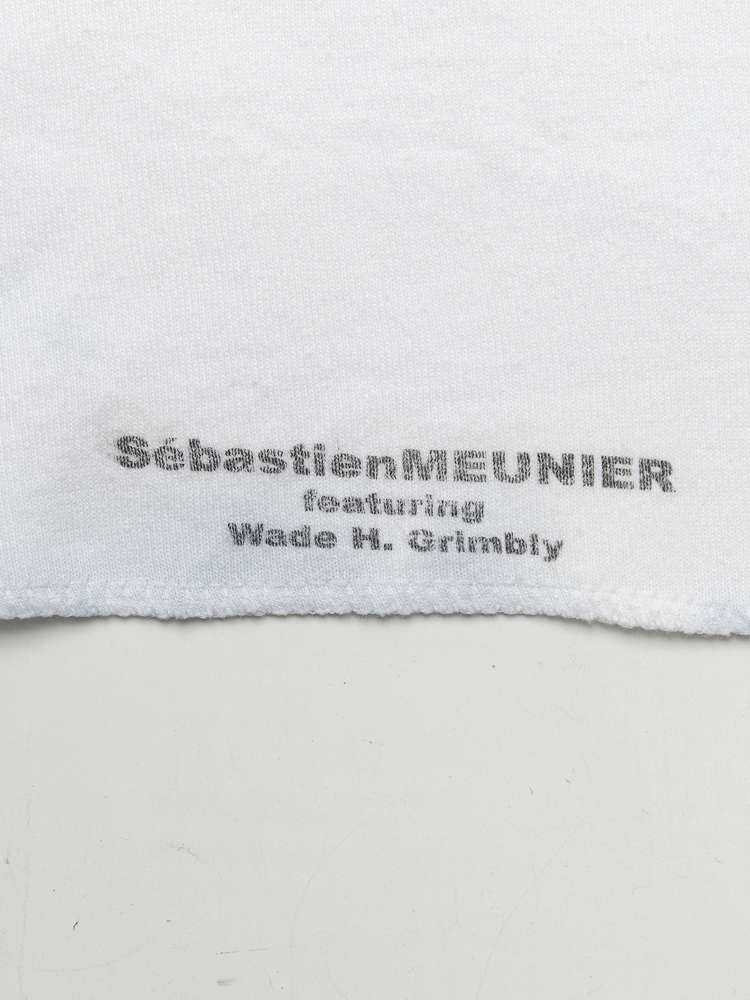 SébastienMEUNIER
featuring
Wade H. Grimbly